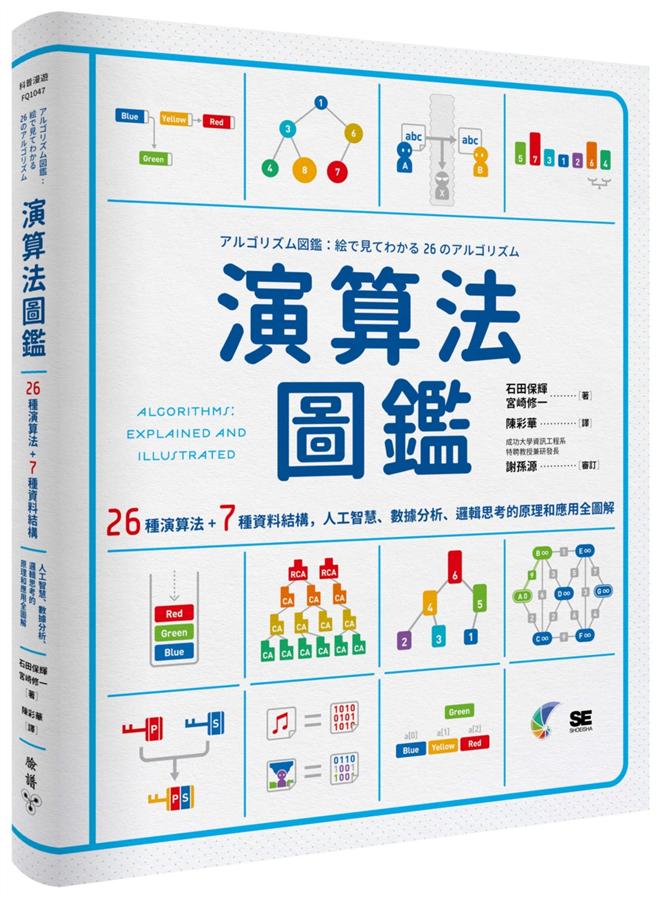 科普漫遊
FQ1047
アルゴリズム図鑑：
絵で見てわかる
26のアルゴリズム
演算法圖鑑
26種演算法+7種資料結構
人工智慧、數據分析、
邏輯思考的
原理和應用全圖解
石田保輝
宮崎修一
[著]
陳彩華
[譯]
臉譜
Blue
Yellow
Red
Green
1
3
6
4
8
7
abc
abc
A
X
B
5
7
3
1
2
6
4
アルゴリズム図鑑：絵で見てわかる 26 のアルゴリズム
演算法
圖鑑
ALGORITHMS:
EXPLAINED AND
ILLUSTRATED
石田保輝
宮崎修一 ········ [著]
陳彩華 ········ [譯]
成功大學資訊工程系
特聘教授兼研發長
謝孫源 ········ [審訂]
26 種演算法 + 7 種資料結構，人工智慧、數據分析、邏輯思考的原理和應用全圖解
Red
Green
Blue
RCA RCA
CA CA CA
CA CA CA CA
CA CA CA CA CA CA
6
4
5
2
3
1
B∞
E∞
A0
D∞
G∞
C∞
F∞
P
S
P S
=
1010
0101
1010
=
0110
1001
1001
Green
a[0] a[1] a[2]
Blue Yellow Red
SE
SHOEISHA